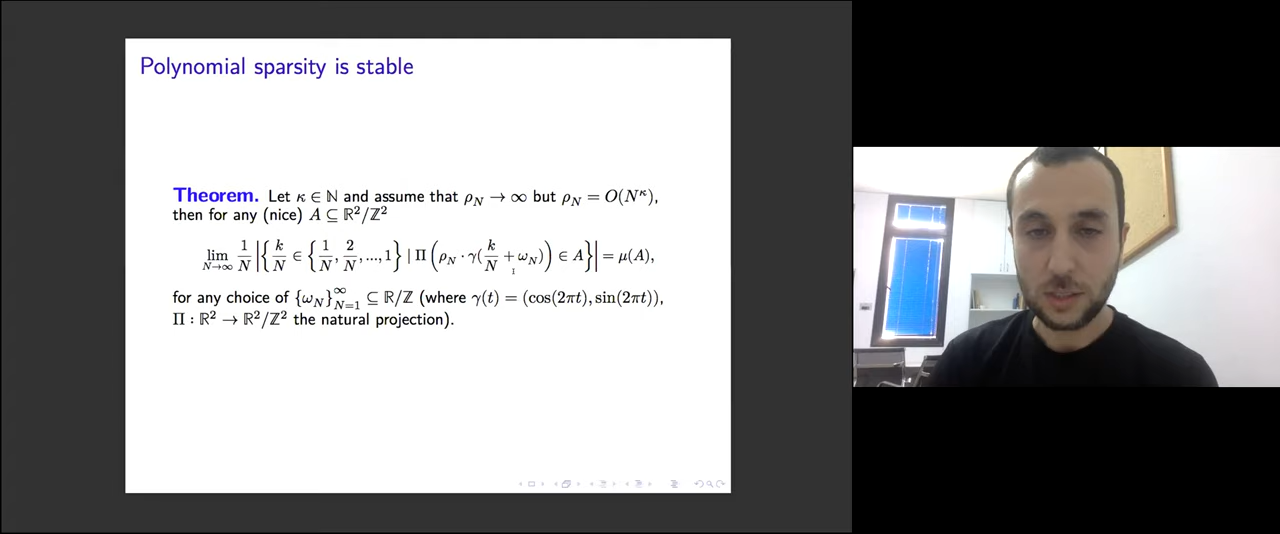 Polynomial sparsity is stable
Theorem. Let κ ∈ ℕ and assume that ρ_N → ∞ but ρ_N = O(N^κ),
then for any (nice) A ⊆ ℝ²/ℤ²
lim_{N→∞} 1/N |{k/N ∈ {1/N, 2/N, ..., 1} | Π(ρ_N · γ(k/N + ω_N)) ∈ A}| = μ(A),
for any choice of {ω_N}_{N=1}^∞ ⊆ ℝ/ℤ (where γ(t) = (cos(2πt), sin(2πt)),
Π : ℝ² → ℝ²/ℤ² the natural projection).